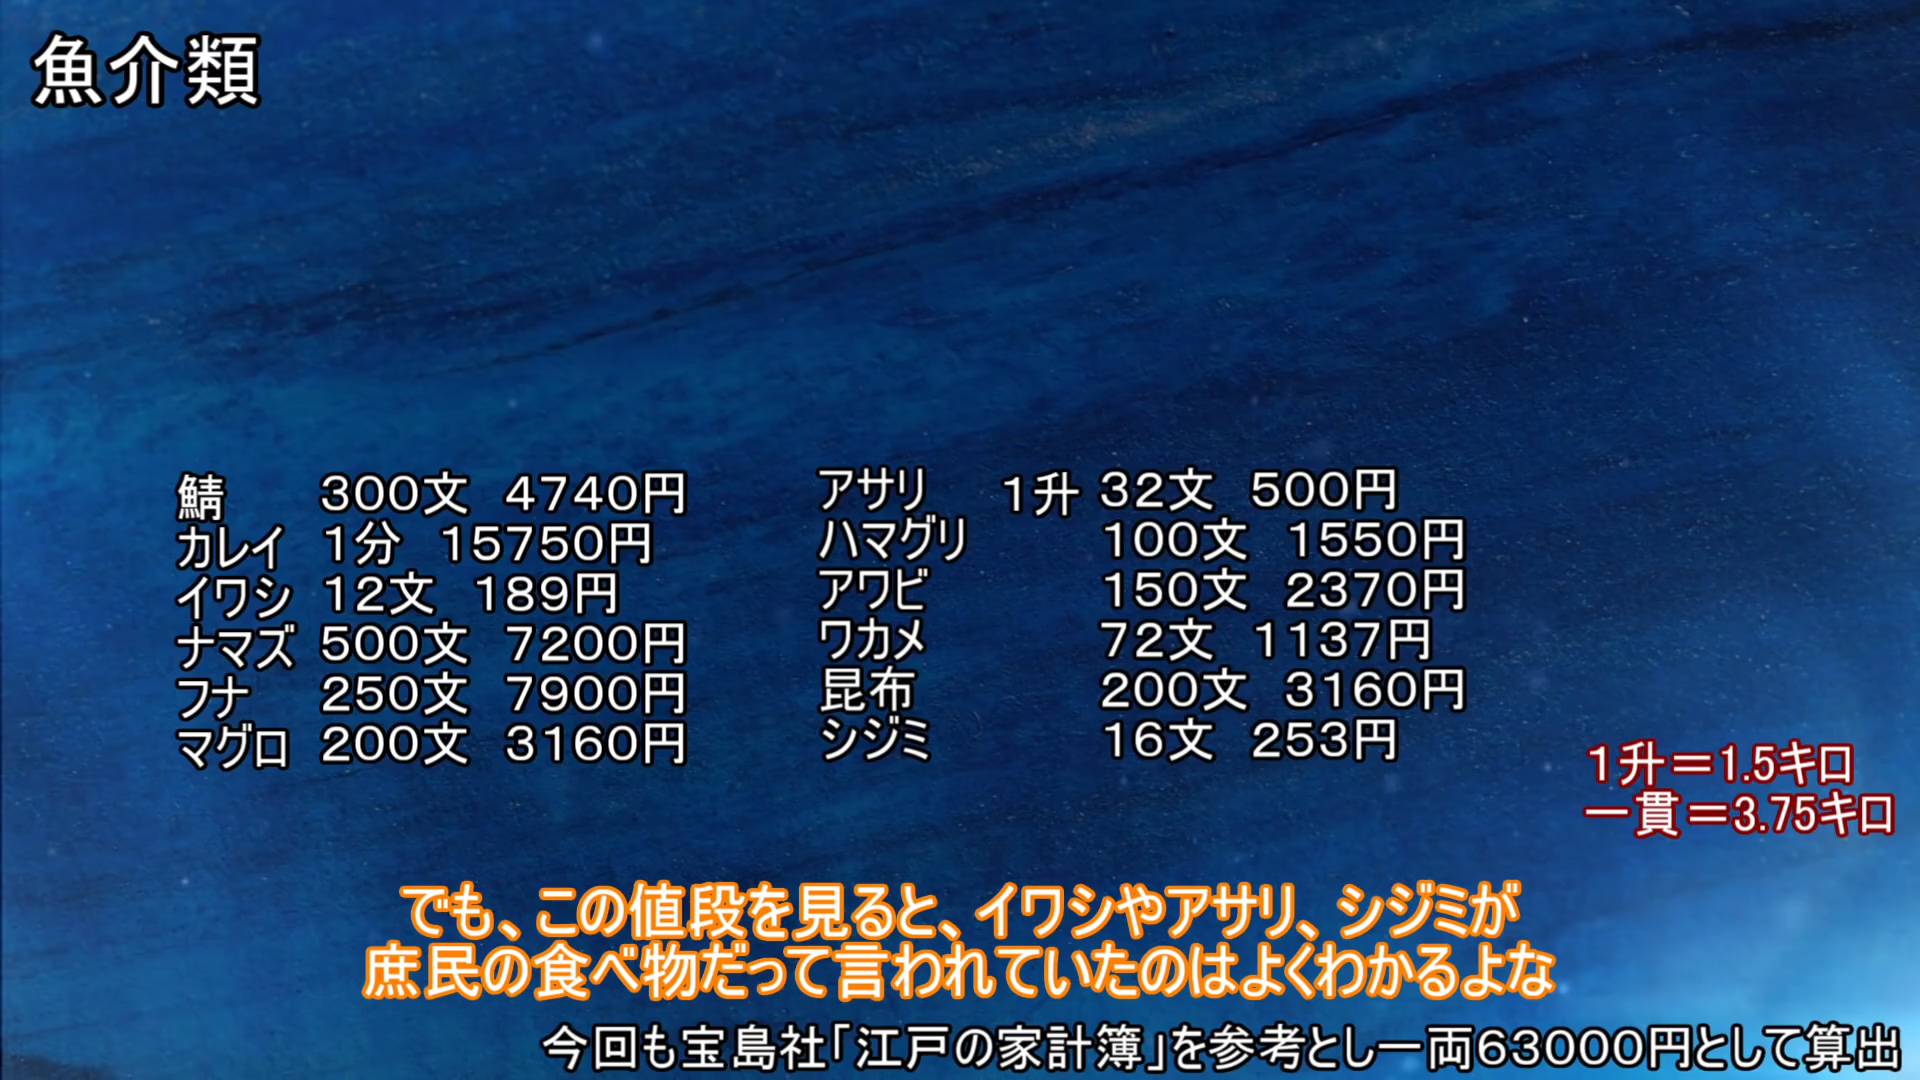 魚介類
鯖 300文 4740円
カレイ 1分 15750円
イワシ 12文 189円
ナマズ 500文 7200円
フナ 250文 7900円
マグロ 200文 3160円
アサリ 1升 32文 500円
ハマグリ 100文 1550円
アワビ 150文 2370円
ワカメ 72文 1137円
昆布 200文 3160円
シジミ 16文 253円
1升＝1.5キロ
一貫＝3.75キロ
でも、この値段を見ると、イワシやアサリ、シジミが
庶民の食べ物だって言われていたのはよくわかるよな
今回も宝島社「江戸の家計簿」を参考とし一両63000円として算出